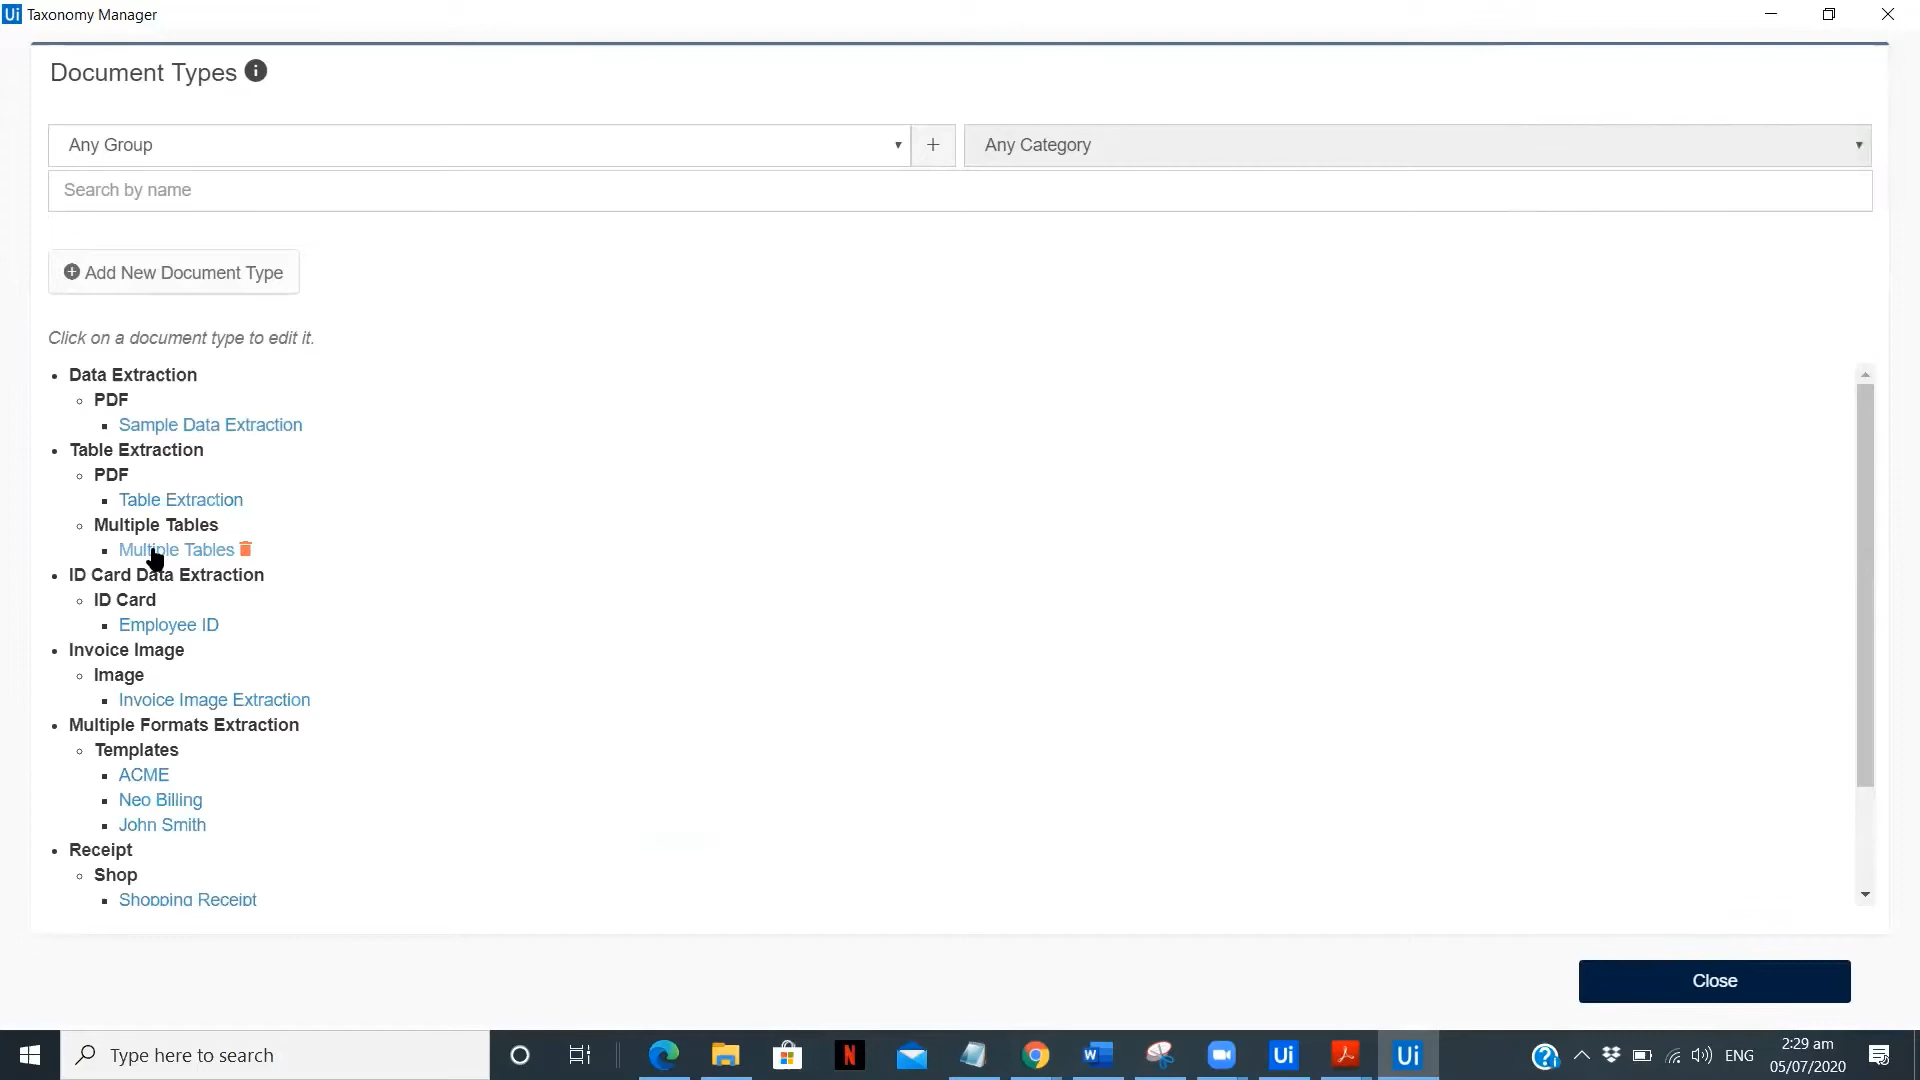 Ui Taxonomy Manager
Document Types i
Any Group + Any Category
Search by name
Add New Document Type
Click on a document type to edit it.
Data Extraction
PDF
Sample Data Extraction
Table Extraction
PDF
Table Extraction
Multiple Tables
Multiple Tables
ID Card Data Extraction
ID Card
Employee ID
Invoice Image
Image
Invoice Image Extraction
Multiple Formats Extraction
Templates
ACME
Neo Billing
John Smith
Receipt
Shop
Shopping Receipt
Close
Type here to search
N
W
Ui
Ui
?
ENG
2:29 am
05/07/2020